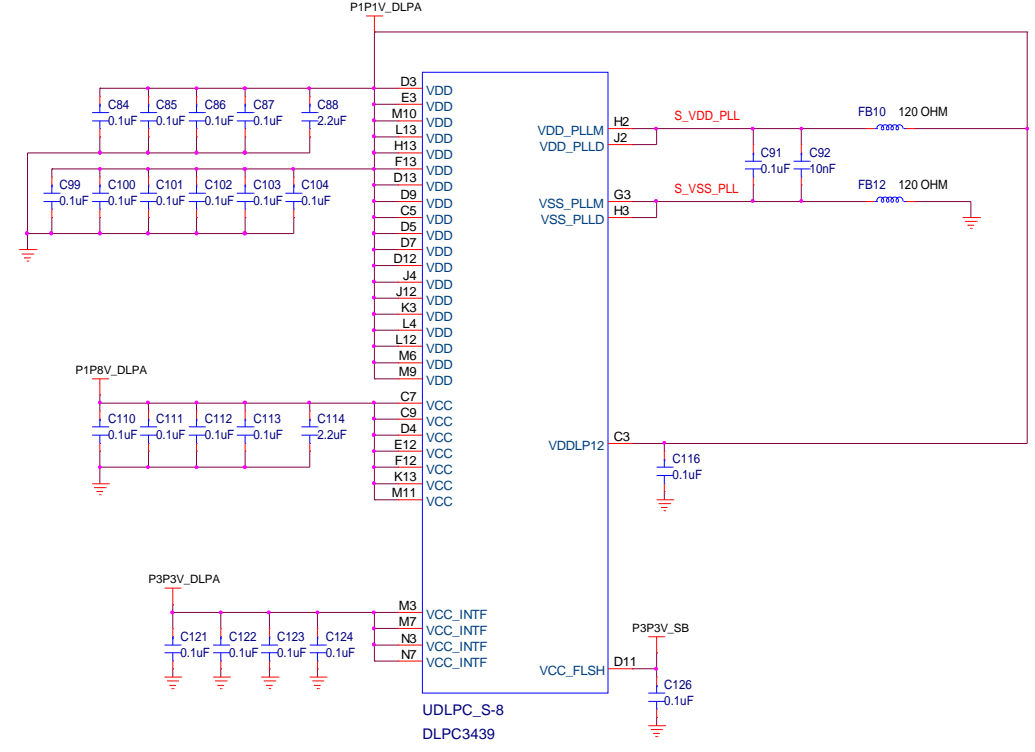 P1P1V_DLPA
D3 VDD
E3 VDD
M10 VDD
L13 VDD
H13 VDD
F13 VDD
D13 VDD
D9 VDD
C5 VDD
D5 VDD
D7 VDD
D12 VDD
J4 VDD
J12 VDD
K3 VDD
L4 VDD
L12 VDD
M6 VDD
M9 VDD
C84 C85 C86 C87 C88
0.1uF 0.1uF 0.1uF 0.1uF 2.2uF
C99 C100 C101 C102 C103 C104
0.1uF 0.1uF 0.1uF 0.1uF 0.1uF 0.1uF
P1P8V_DLPA
C7 VCC
C9 VCC
D4 VCC
E12 VCC
F12 VCC
K13 VCC
M11 VCC
C110 C111 C112 C113 C114
0.1uF 0.1uF 0.1uF 0.1uF 2.2uF
P3P3V_DLPA
M3 VCC_INTF
M7 VCC_INTF
N3 VCC_INTF
N7 VCC_INTF
C121 C122 C123 C124
0.1uF 0.1uF 0.1uF 0.1uF
VDD_PLLM H2 S_VDD_PLL FB10 120 OHM
VDD_PLLD J2
C91 C92
0.1uF 10nF
VSS_PLLM G3 S_VSS_PLL FB12 120 OHM
VSS_PLLD H3
VDDLP12 C3
C116
0.1uF
P3P3V_SB
VCC_FLSH D11
C126
0.1uF
UDLPC_S-8
DLPC3439